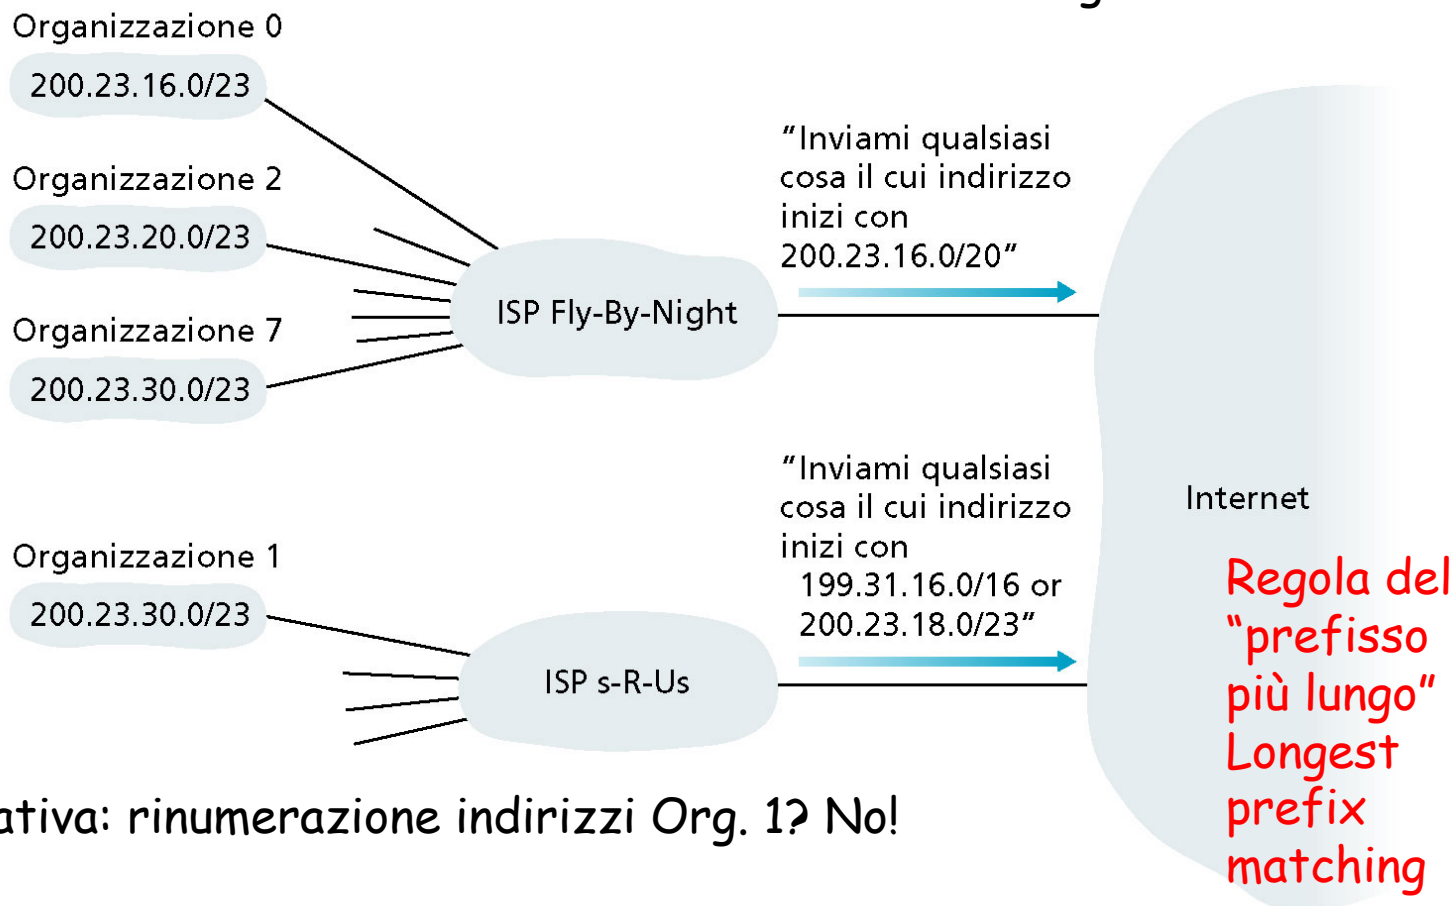 Organizzazione 0
200.23.16.0/23
Organizzazione 2
200.23.20.0/23
Organizzazione 7
200.23.30.0/23
ISP Fly-By-Night
"Inviami qualsiasi
cosa il cui indirizzo
inizi con
200.23.16.0/20"
Organizzazione 1
200.23.30.0/23
ISP s-R-Us
"Inviami qualsiasi
cosa il cui indirizzo
inizi con
199.31.16.0/16 or
200.23.18.0/23"
Internet
Regola del
"prefisso
più lungo"
Longest
prefix
matching
ativa: rinumerazione indirizzi Org. 1? No!